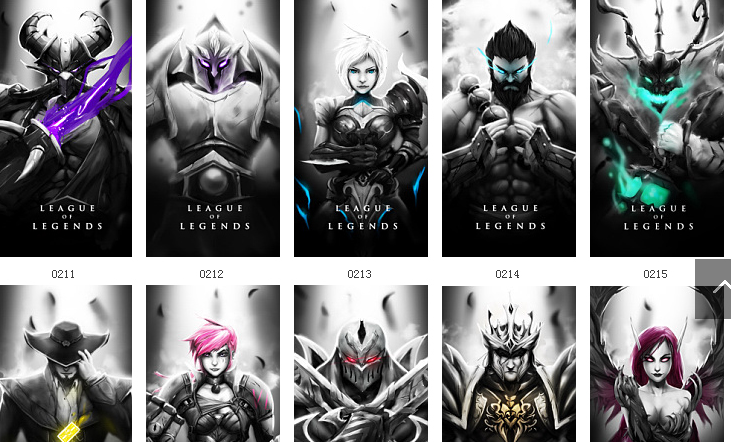 LEAGUE
OF
LEGENDS
LEAGUE
OF
LEGENDS
LEAGUE
OF
LEGENDS
LEAGUE
OF
LEGENDS
LEAGUE
OF
LEGENDS
0211
0212
0213
0214
0215